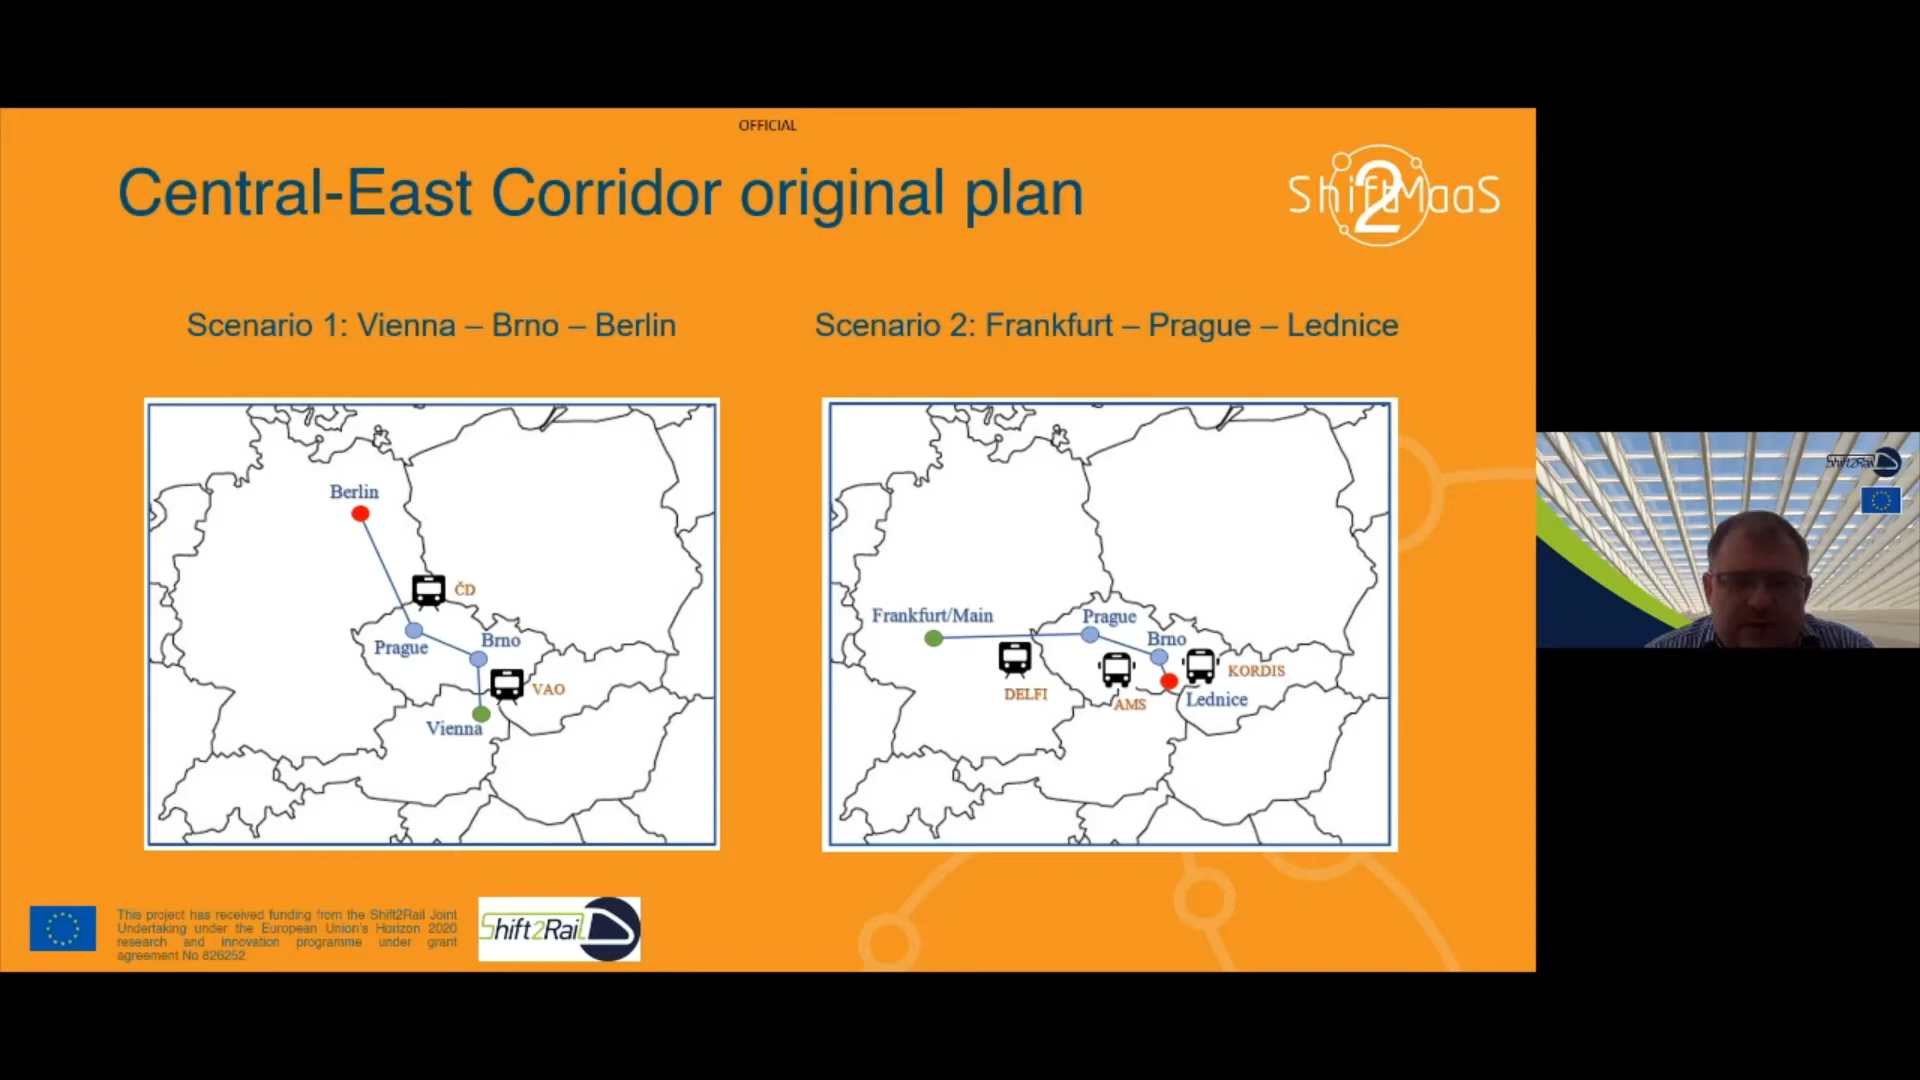 OFFICIAL
Central-East Corridor original plan
Shift2MaaS
Scenario 1: Vienna – Brno – Berlin
Scenario 2: Frankfurt – Prague – Lednice
Berlin
ČD
Prague
Brno
VAO
Vienna
Frankfurt/Main
Prague
Brno
DELFI
AMS
KORDIS
Lednice
This project has received funding from the Shift2Rail Joint
Undertaking under the European Union's Horizon 2020
research and innovation programme under grant
agreement No 826252
Shift2Rail
Shift2Rail